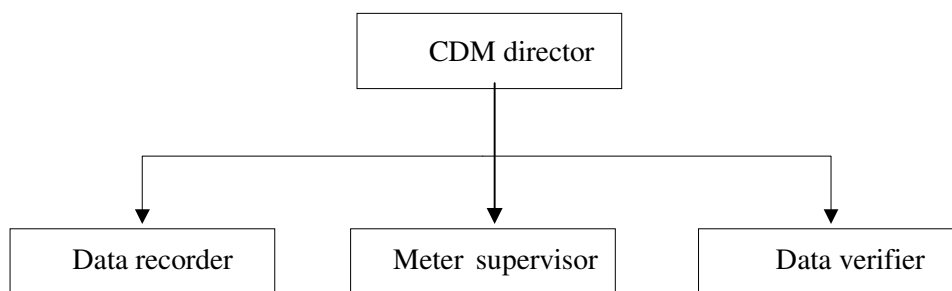 CDM director
Data recorder
Meter supervisor
Data verifier